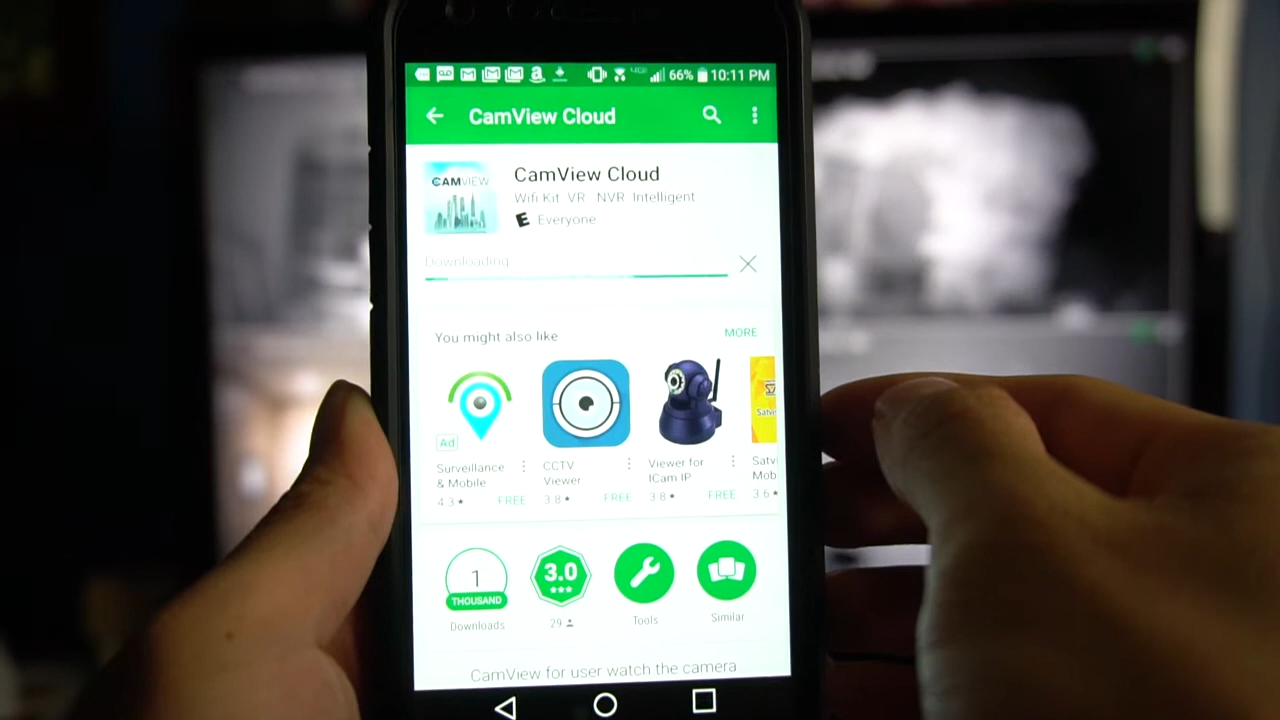 66% 10:11 PM
CamView Cloud
CAMVIEW
CamView Cloud
Wifi Kit VR NVR Intelligent
E Everyone
Downloading
You might also like
MORE
Ad
Surveillance
& Mobile
4.3 ★ FREE
CCTV
Viewer
3.8 ★ FREE
Viewer for
ICam IP
3.8 ★ FREE
Satvi
Mob
3.6 ★
1
THOUSAND
Downloads
3.0
★★★
29
Tools
Similar
CamView for user watch the camera